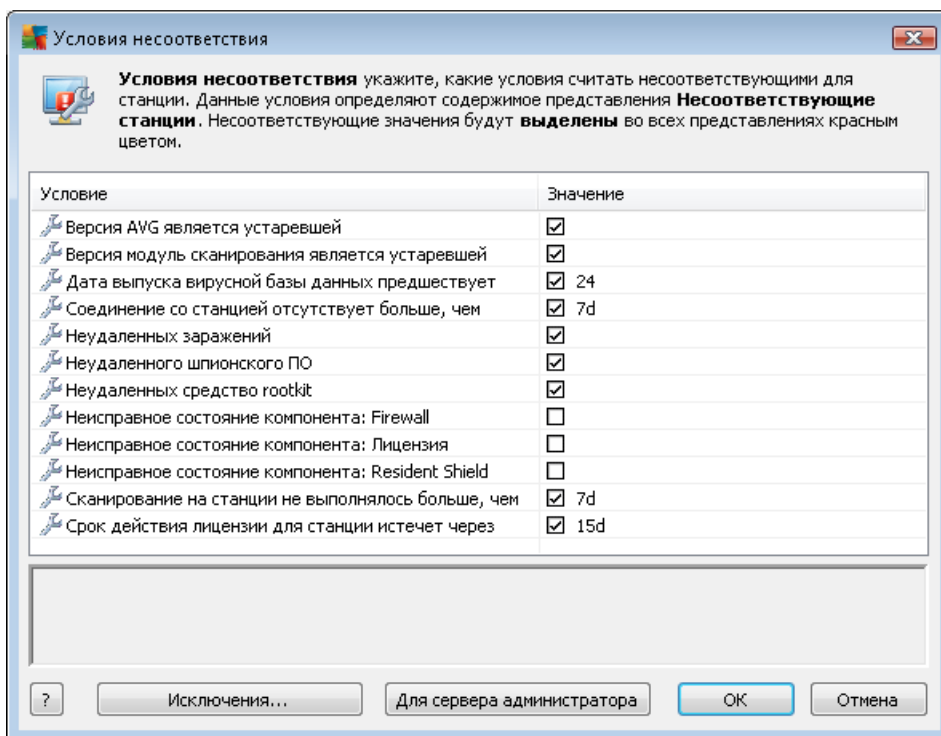 Условия несоответствия
Условия несоответствия укажите, какие условия считать несоответствующими для
станции. Данные условия определяют содержимое представления Несоответствующие
станции. Несоответствующие значения будут выделены во всех представлениях красным
цветом.
Условие Значение
Версия AVG является устаревшей
Версия модуль сканирования является устаревшей
Дата выпуска вирусной базы данных предшествует 24
Соединение со станцией отсутствует больше, чем 7d
Неудаленных заражений
Неудаленного шпионского ПО
Неудаленных средство rootkit
Неисправное состояние компонента: Firewall
Неисправное состояние компонента: Лицензия
Неисправное состояние компонента: Resident Shield
Сканирование на станции не выполнялось больше, чем 7d
Срок действия лицензии для станции истечет через 15d
? Исключения... Для сервера администратора ОК Отмена